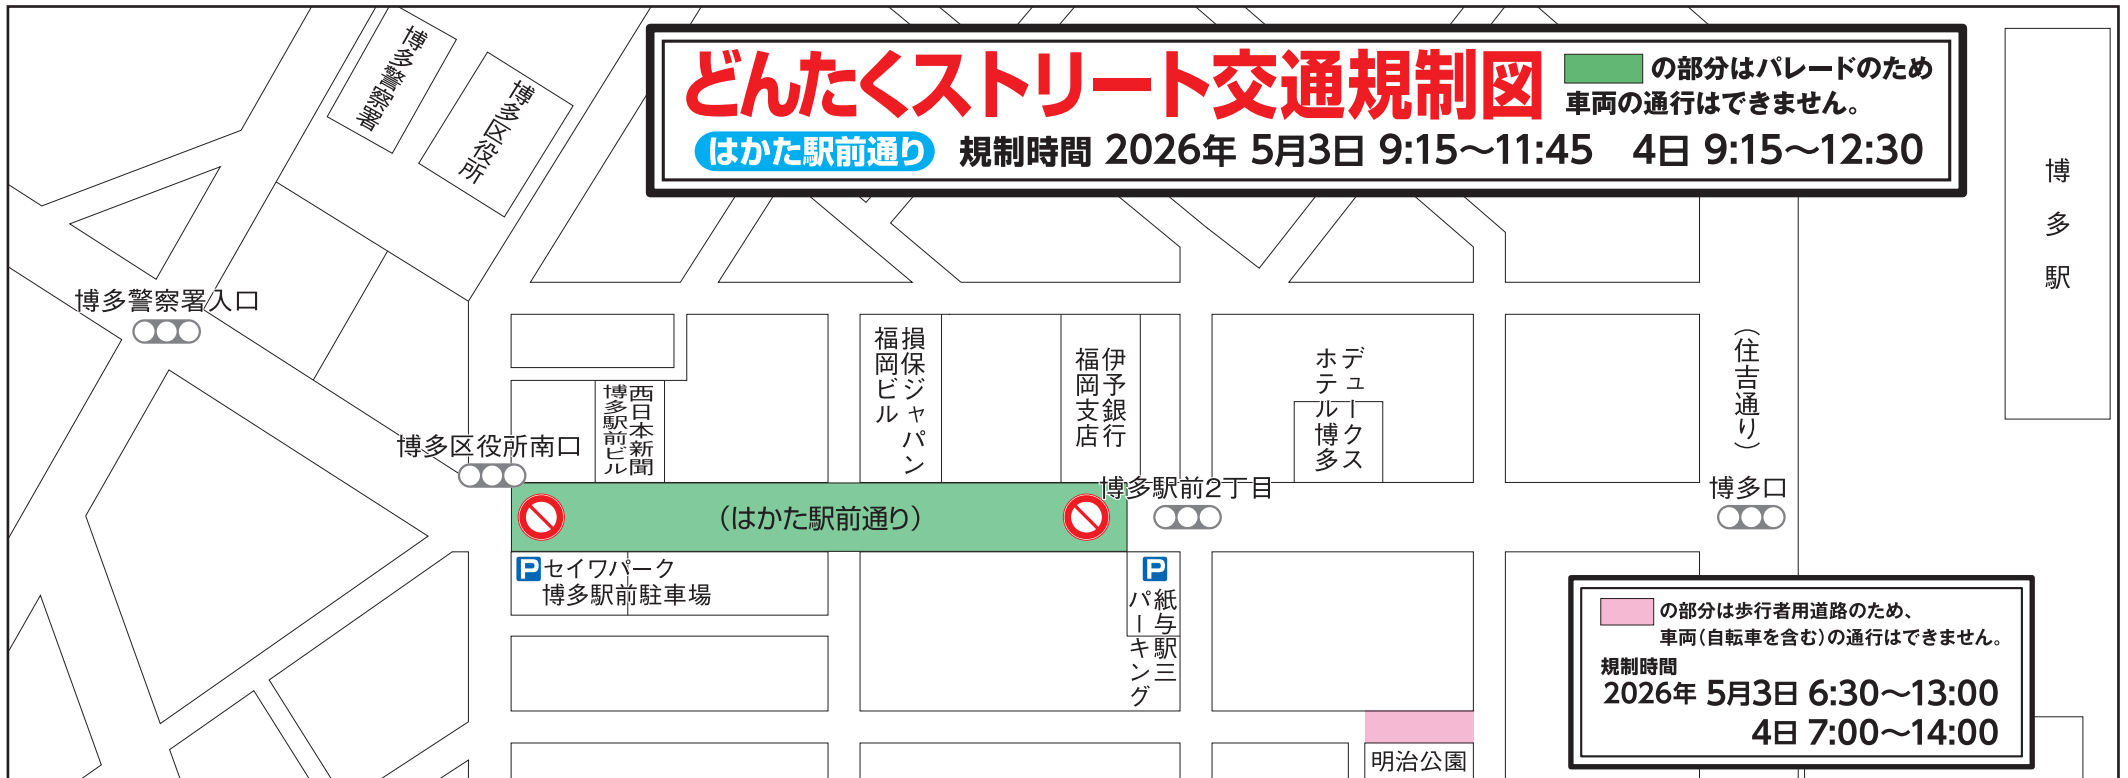 どんたくストリート交通規制図
の部分はパレードのため
車両の通行はできません。
はかた駅前通り 規制時間 2026年 5月3日 9:15〜11:45 4日 9:15〜12:30
博多警察署
博多区役所
博多駅
博多警察署入口
博多区役所南口
西日本新聞
博多駅前ビル
損保ジャパン
福岡ビル
伊予銀行
福岡支店
デュークス
ホテル博多
(住吉通り)
博多駅前2丁目
博多口
(はかた駅前通り)
P セイワパーク
博多駅前駐車場
P
紙与駅三
パーキング
明治公園
の部分は歩行者用道路のため、
車両(自転車を含む)の通行はできません。
規制時間
2026年 5月3日 6:30〜13:00
4日 7:00〜14:00